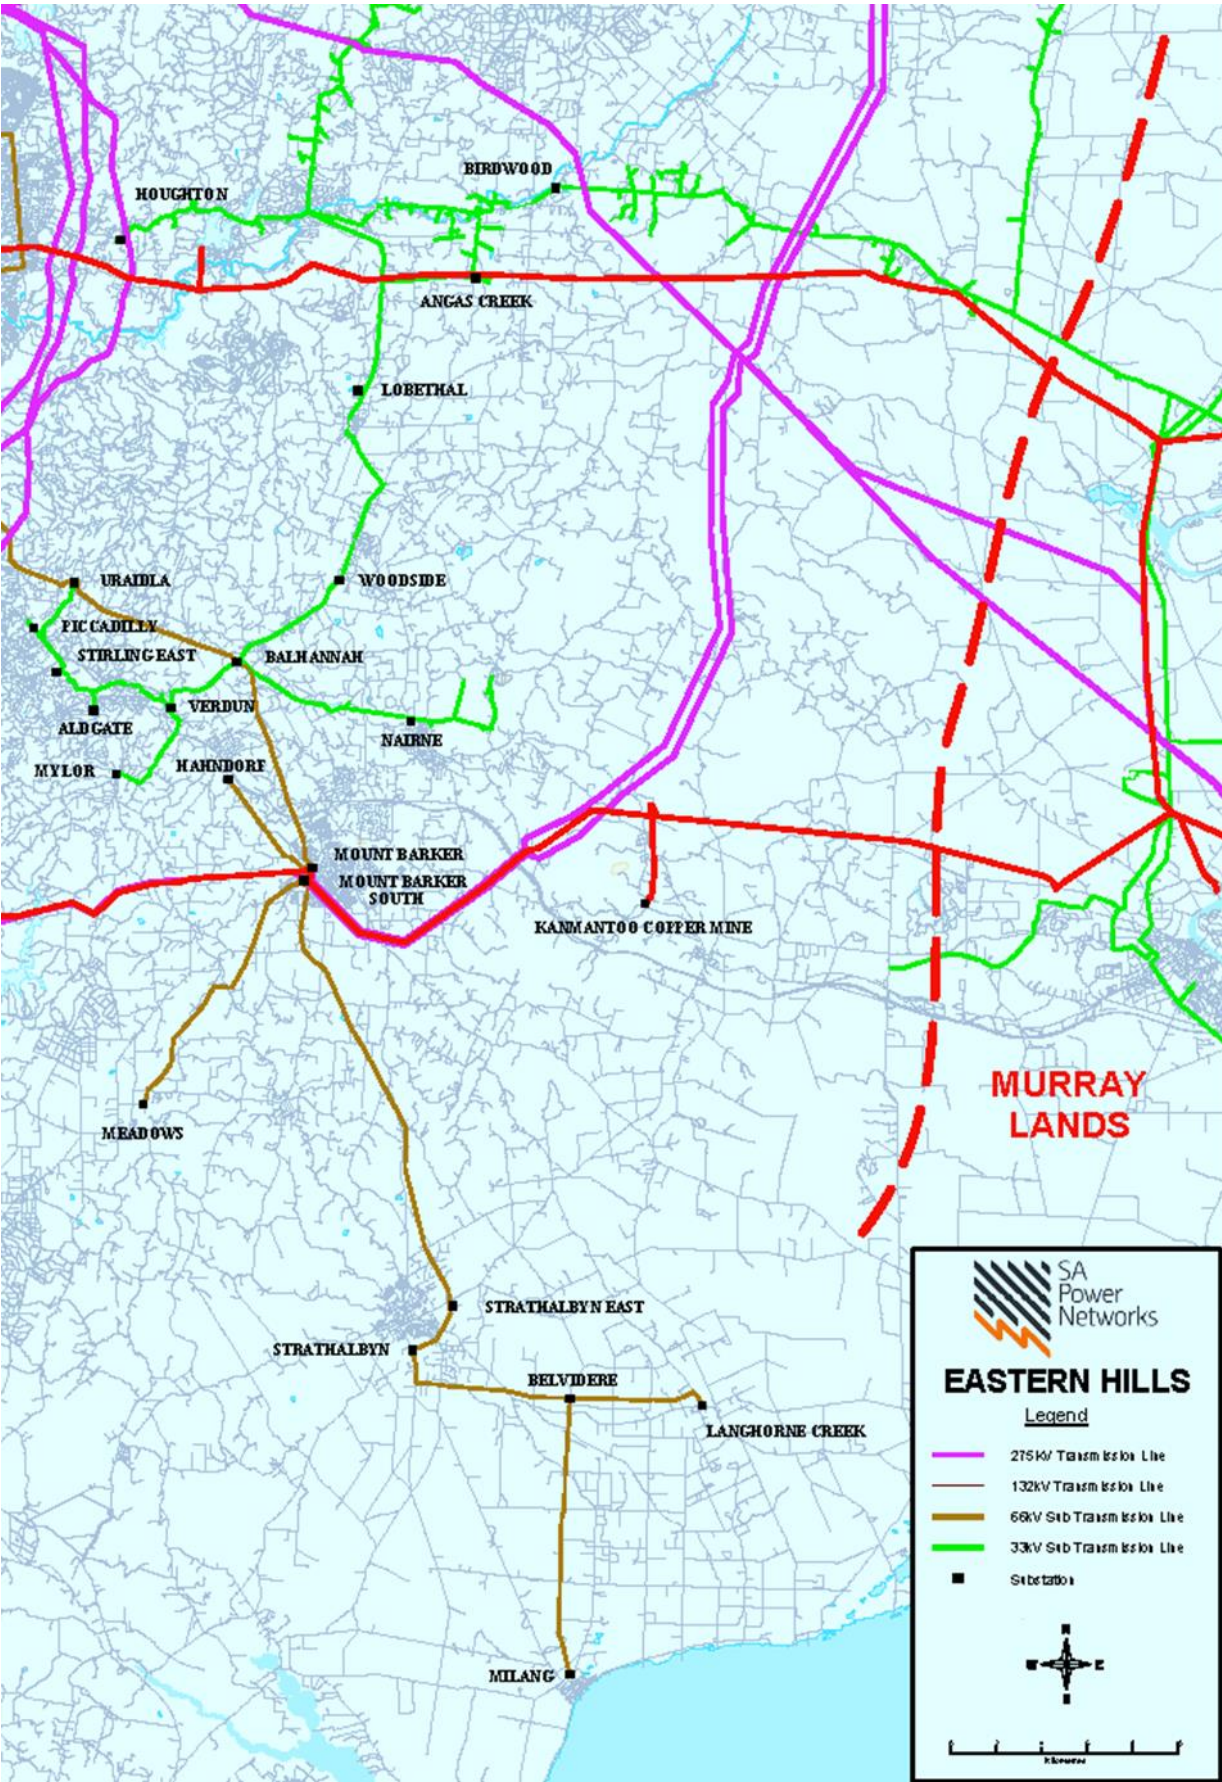 BIRDWOOD
HOUGHTON
ANGAS CREEK
LOBETHAL
URAIDLA
WOODSIDE
PICCADILLY
STIRLING EAST
BALHANNAH
VERDUN
ALDGATE
NAIRNE
MYLOR
HAHNDORF
MOUNT BARKER
MOUNT BARKER
SOUTH
KANMANTOO COPPER MINE
MURRAY
LANDS
MEADOWS
STRATHALBYN EAST
STRATHALBYN
BELVIDERE
LANGHORNE CREEK
MILANG
SA
Power
Networks
EASTERN HILLS
Legend
275kV Transmission Line
132kV Transmission Line
66kV Sub Transmission Line
33kV Sub Transmission Line
Substation
N
W E
S
kilometres